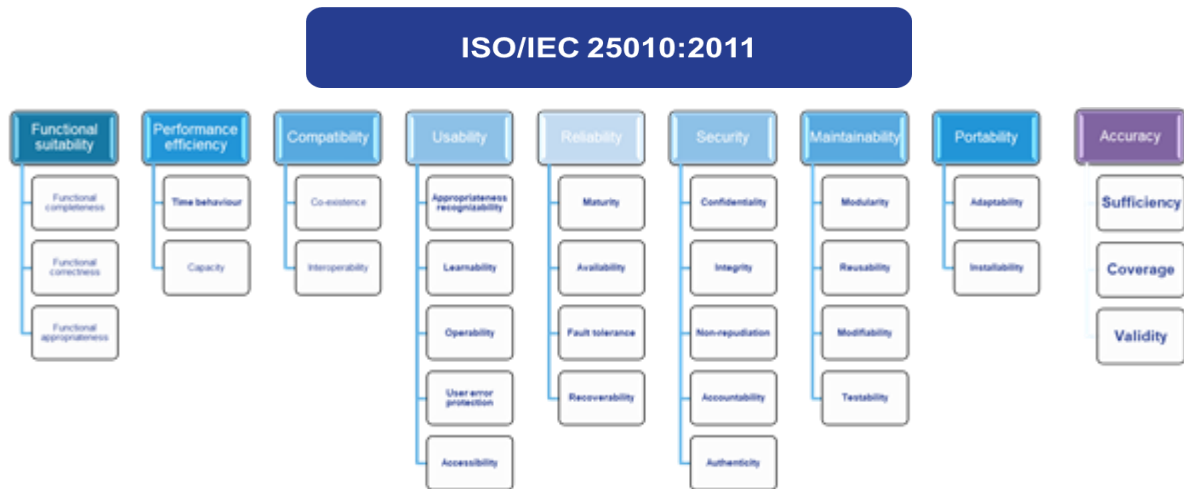 ISO/IEC 25010:2011
Functional
suitability
Functional
completeness
Functional
correctness
Functional
appropriateness
Performance
efficiency
Time behaviour
Capacity
Compatibility
Co-existence
Interoperability
Usability
Appropriateness
recognizability
Learnability
Operability
User error
protection
Accessibility
Reliability
Maturity
Availability
Fault tolerance
Recoverability
Security
Confidentiality
Integrity
Non-repudiation
Accountability
Authenticity
Maintainability
Modularity
Reusability
Modifiability
Testability
Portability
Adaptability
Installability
Accuracy
Sufficiency
Coverage
Validity